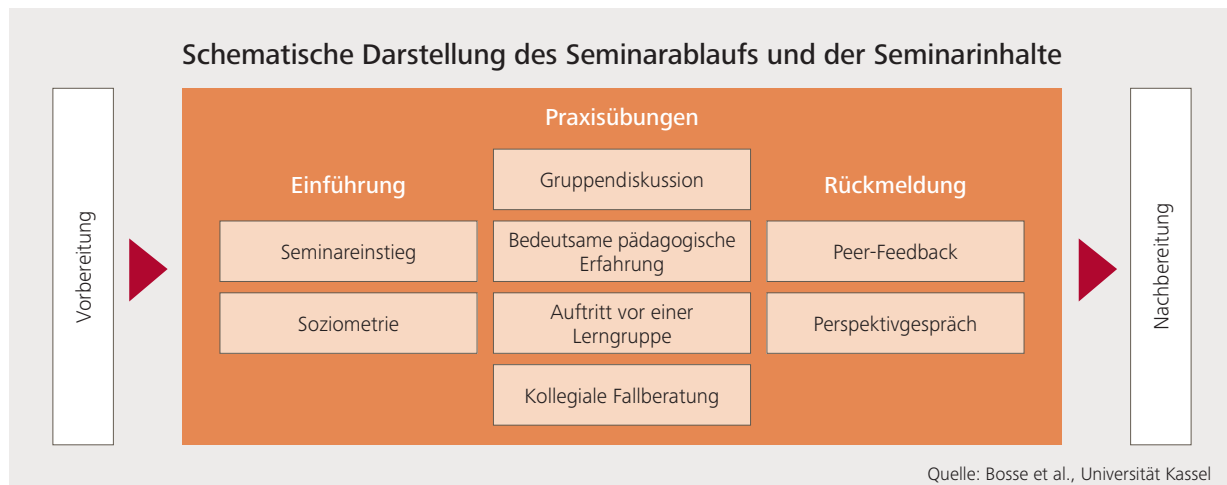 Schematische Darstellung des Seminarablaufs und der Seminarinhalte
Vorbereitung
Einführung
Seminareinstieg
Soziometrie
Praxisübungen
Gruppendiskussion
Bedeutsame pädagogische
Erfahrung
Auftritt vor einer
Lerngruppe
Kollegiale Fallberatung
Rückmeldung
Peer-Feedback
Perspektivgespräch
Nachbereitung
Quelle: Bosse et al., Universität Kassel